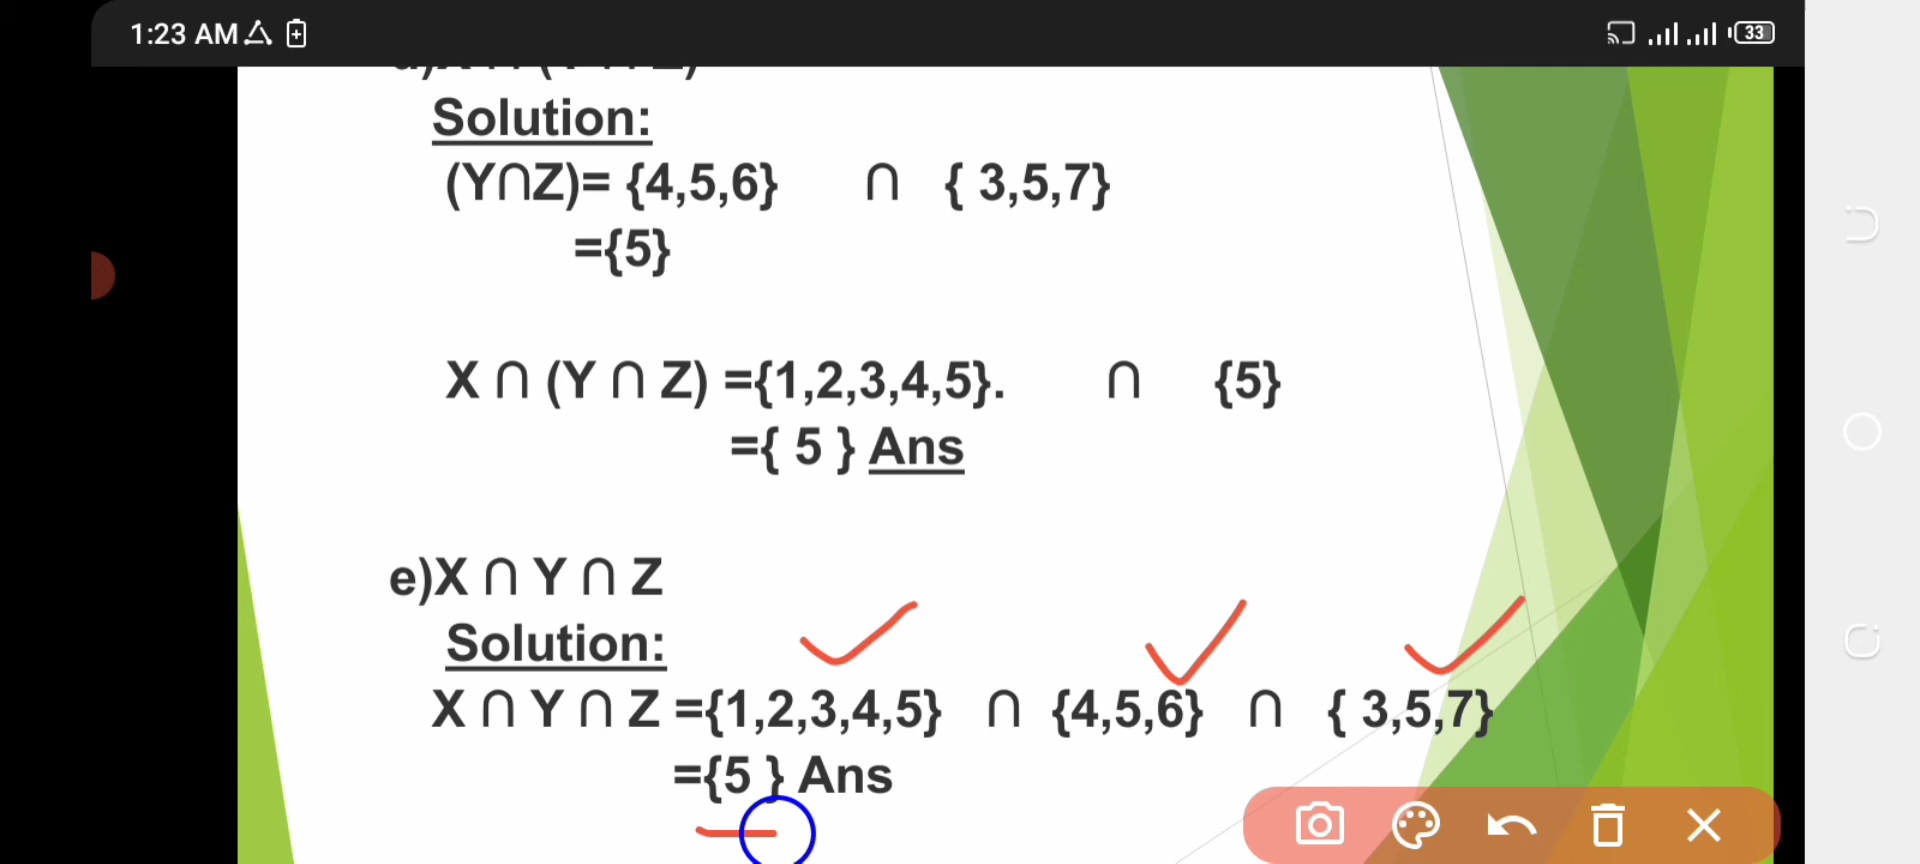 1:23 AM
33
Solution:
(Y∩Z)= {4,5,6} ∩ { 3,5,7}
={5}
X ∩ (Y ∩ Z) ={1,2,3,4,5}. ∩ {5}
={ 5 } Ans
e)X ∩ Y ∩ Z
Solution:
X ∩ Y ∩ Z ={1,2,3,4,5} ∩ {4,5,6} ∩ { 3,5,7}
={5 } Ans